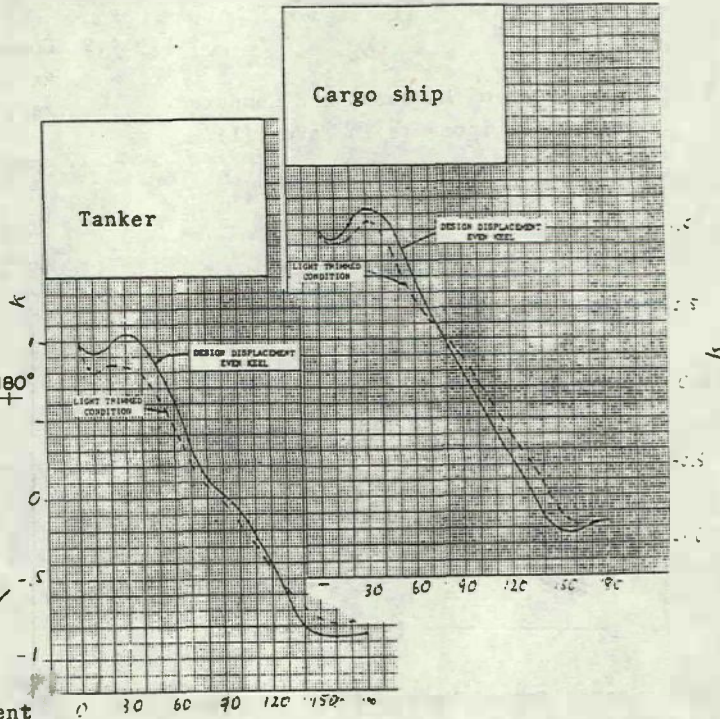 Cargo ship
DESIGN DISPLACEMENT
EVEN KEEL
LIGHT TRIMMED
CONDITION
30 60 90 120 150 180
Tanker
DESIGN DISPLACEMENT
EVEN KEEL
LIGHT TRIMMED
CONDITION
k
1
+180°
0
-.5
-1
0 30 60 90 120 150
k